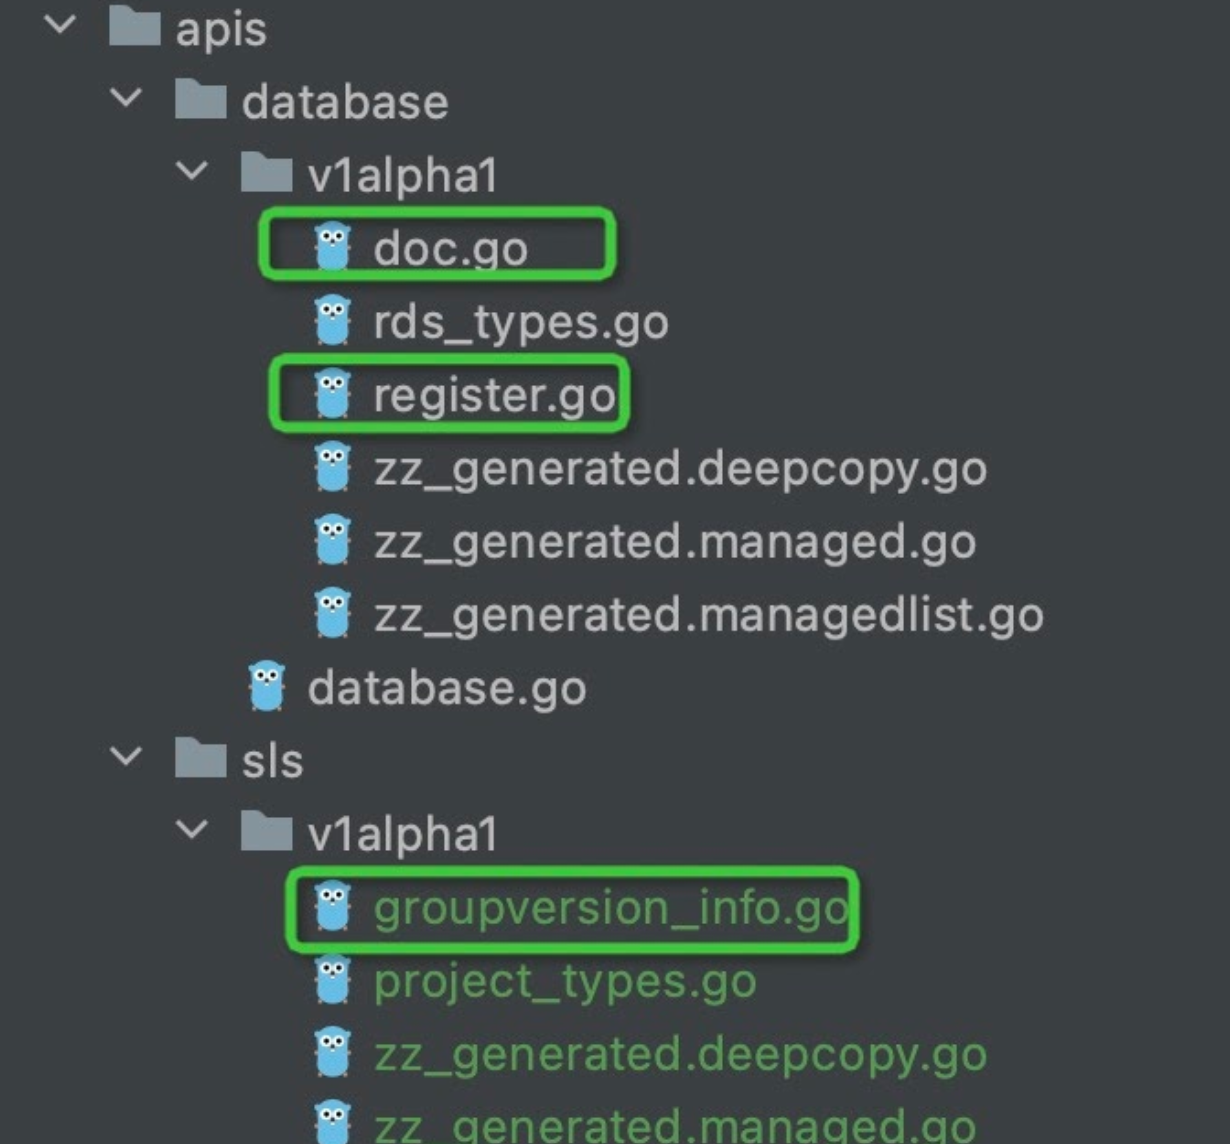 apis
database
v1alpha1
doc.go
rds_types.go
register.go
zz_generated.deepcopy.go
zz_generated.managed.go
zz_generated.managedlist.go
database.go
sls
v1alpha1
groupversion_info.go
project_types.go
zz_generated.deepcopy.go
zz_generated.managed.go